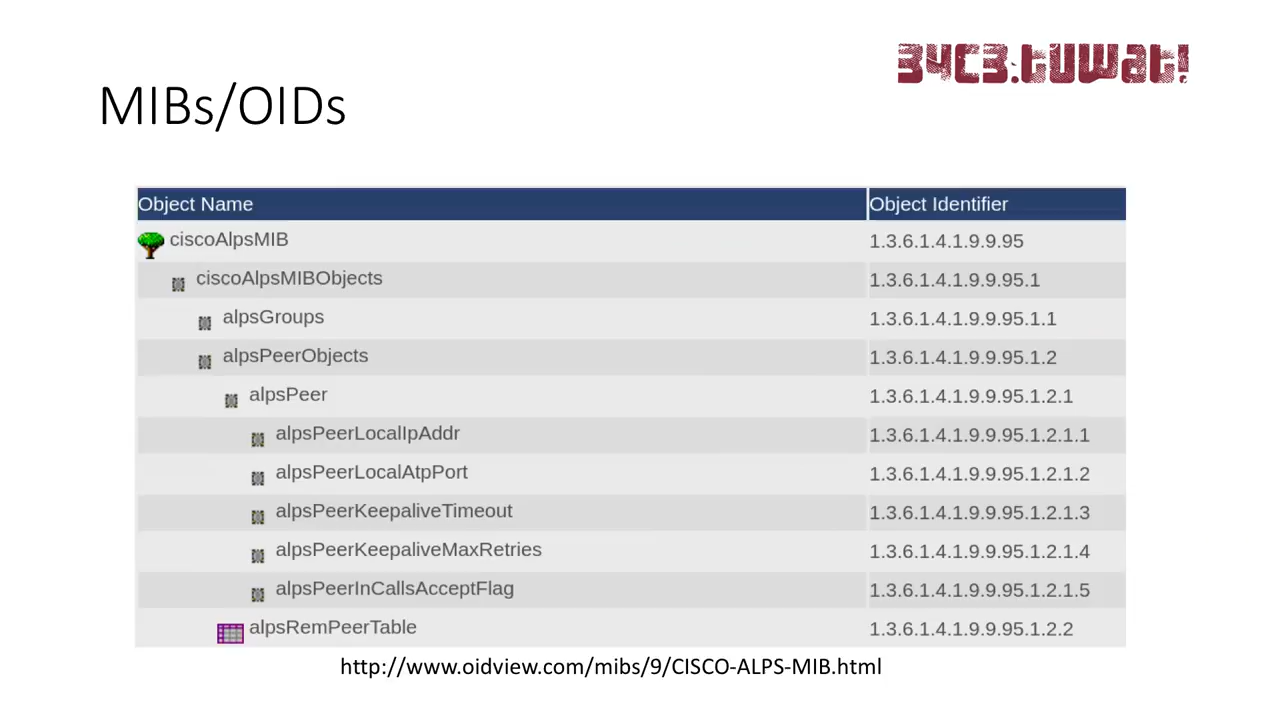 34C3.tuwat!
MIBs/OIDs
Object Name Object Identifier
ciscoAlpsMIB 1.3.6.1.4.1.9.9.95
ciscoAlpsMIBObjects 1.3.6.1.4.1.9.9.95.1
alpsGroups 1.3.6.1.4.1.9.9.95.1.1
alpsPeerObjects 1.3.6.1.4.1.9.9.95.1.2
alpsPeer 1.3.6.1.4.1.9.9.95.1.2.1
alpsPeerLocalIpAddr 1.3.6.1.4.1.9.9.95.1.2.1.1
alpsPeerLocalAtpPort 1.3.6.1.4.1.9.9.95.1.2.1.2
alpsPeerKeepaliveTimeout 1.3.6.1.4.1.9.9.95.1.2.1.3
alpsPeerKeepaliveMaxRetries 1.3.6.1.4.1.9.9.95.1.2.1.4
alpsPeerInCallsAcceptFlag 1.3.6.1.4.1.9.9.95.1.2.1.5
alpsRemPeerTable 1.3.6.1.4.1.9.9.95.1.2.2
http://www.oidview.com/mibs/9/CISCO-ALPS-MIB.html